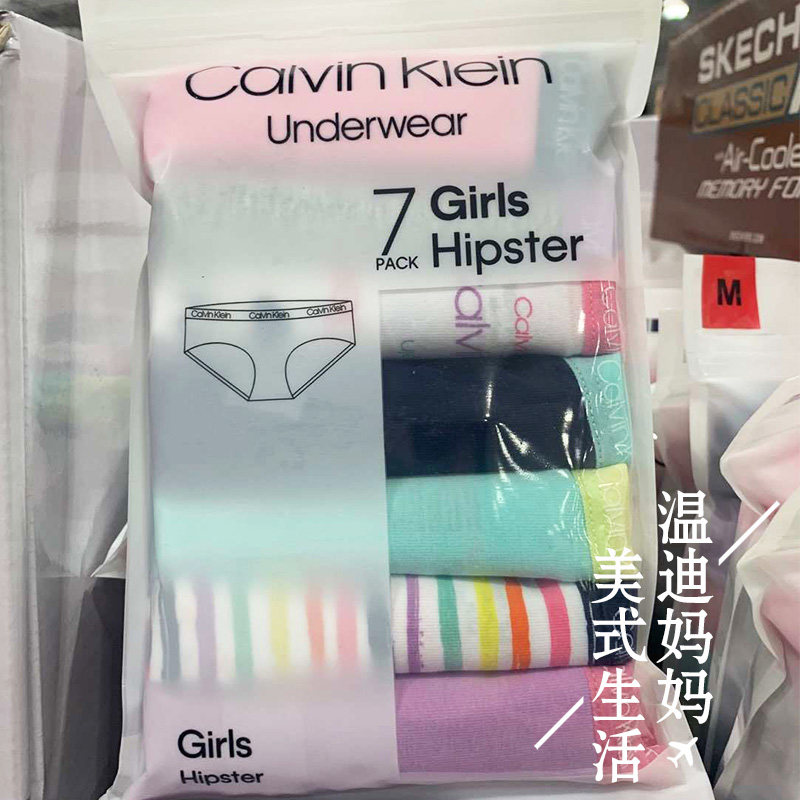 Calvin Klein
Underwear
7
PACK
Girls
Hipster
Calvin Klein Calvin Klein Calvin Klein
Girls
Hipster
SKECH
CLASSIC
Air-Coole
MEMORY FO
M
温迪妈妈
美式生活